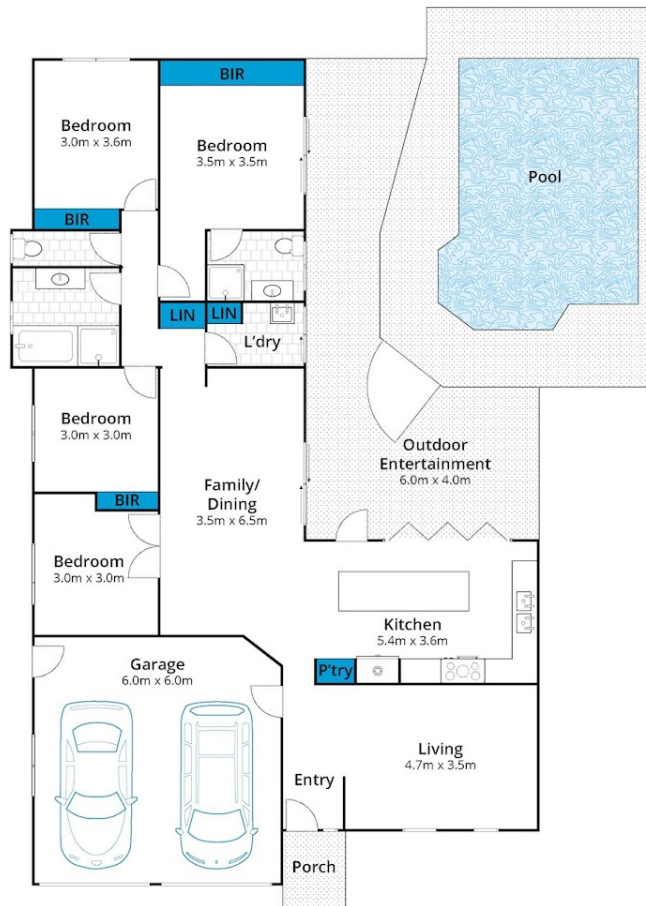 BIR
Bedroom
3.0m x 3.6m
Bedroom
3.5m x 3.5m
Pool
BIR
LIN
LIN
L'dry
Bedroom
3.0m x 3.0m
Outdoor
Entertainment
6.0m x 4.0m
Family/
Dining
3.5m x 6.5m
BIR
Bedroom
3.0m x 3.0m
Kitchen
5.4m x 3.6m
P'try
Garage
6.0m x 6.0m
Living
4.7m x 3.5m
Entry
Porch